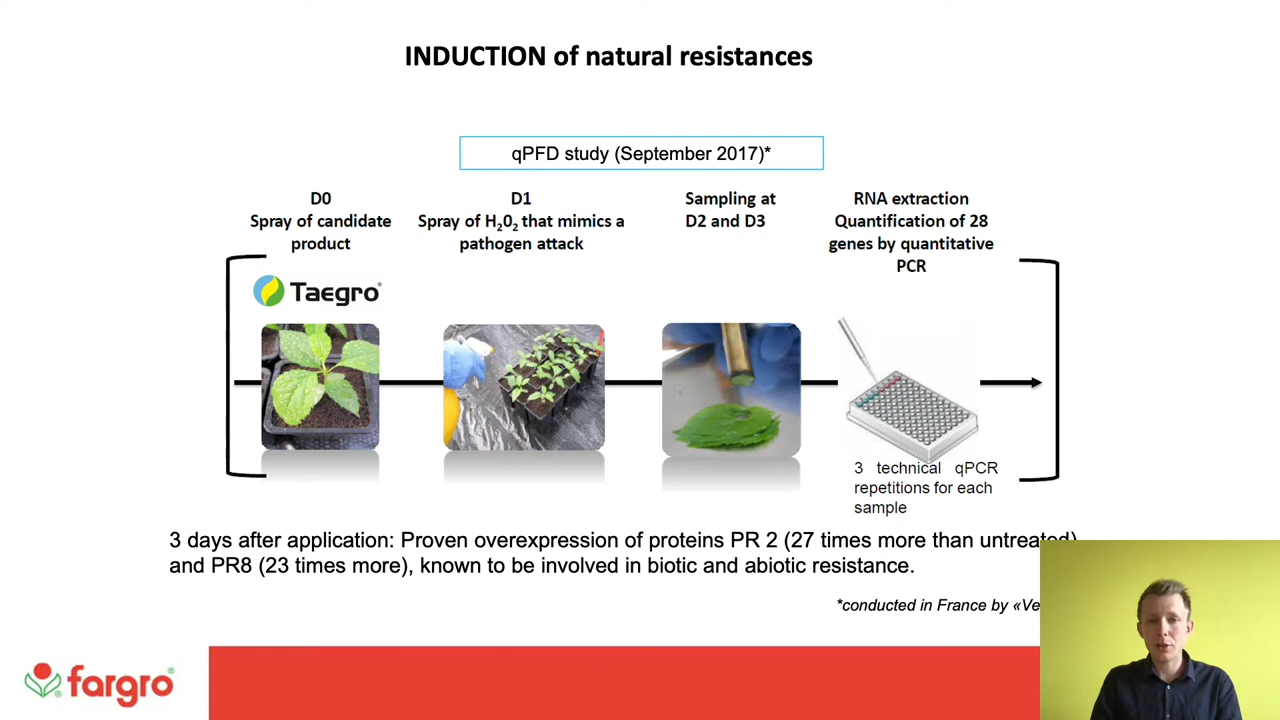 INDUCTION of natural resistances
qPFD study (September 2017)*
D0
Spray of candidate
product
D1
Spray of H₂0₂ that mimics a
pathogen attack
Sampling at
D2 and D3
RNA extraction
Quantification of 28
genes by quantitative
PCR
Taegro®
3 technical qPCR
repetitions for each
sample
3 days after application: Proven overexpression of proteins PR 2 (27 times more than untreated)
and PR8 (23 times more), known to be involved in biotic and abiotic resistance.
*conducted in France by «Ve
fargro®